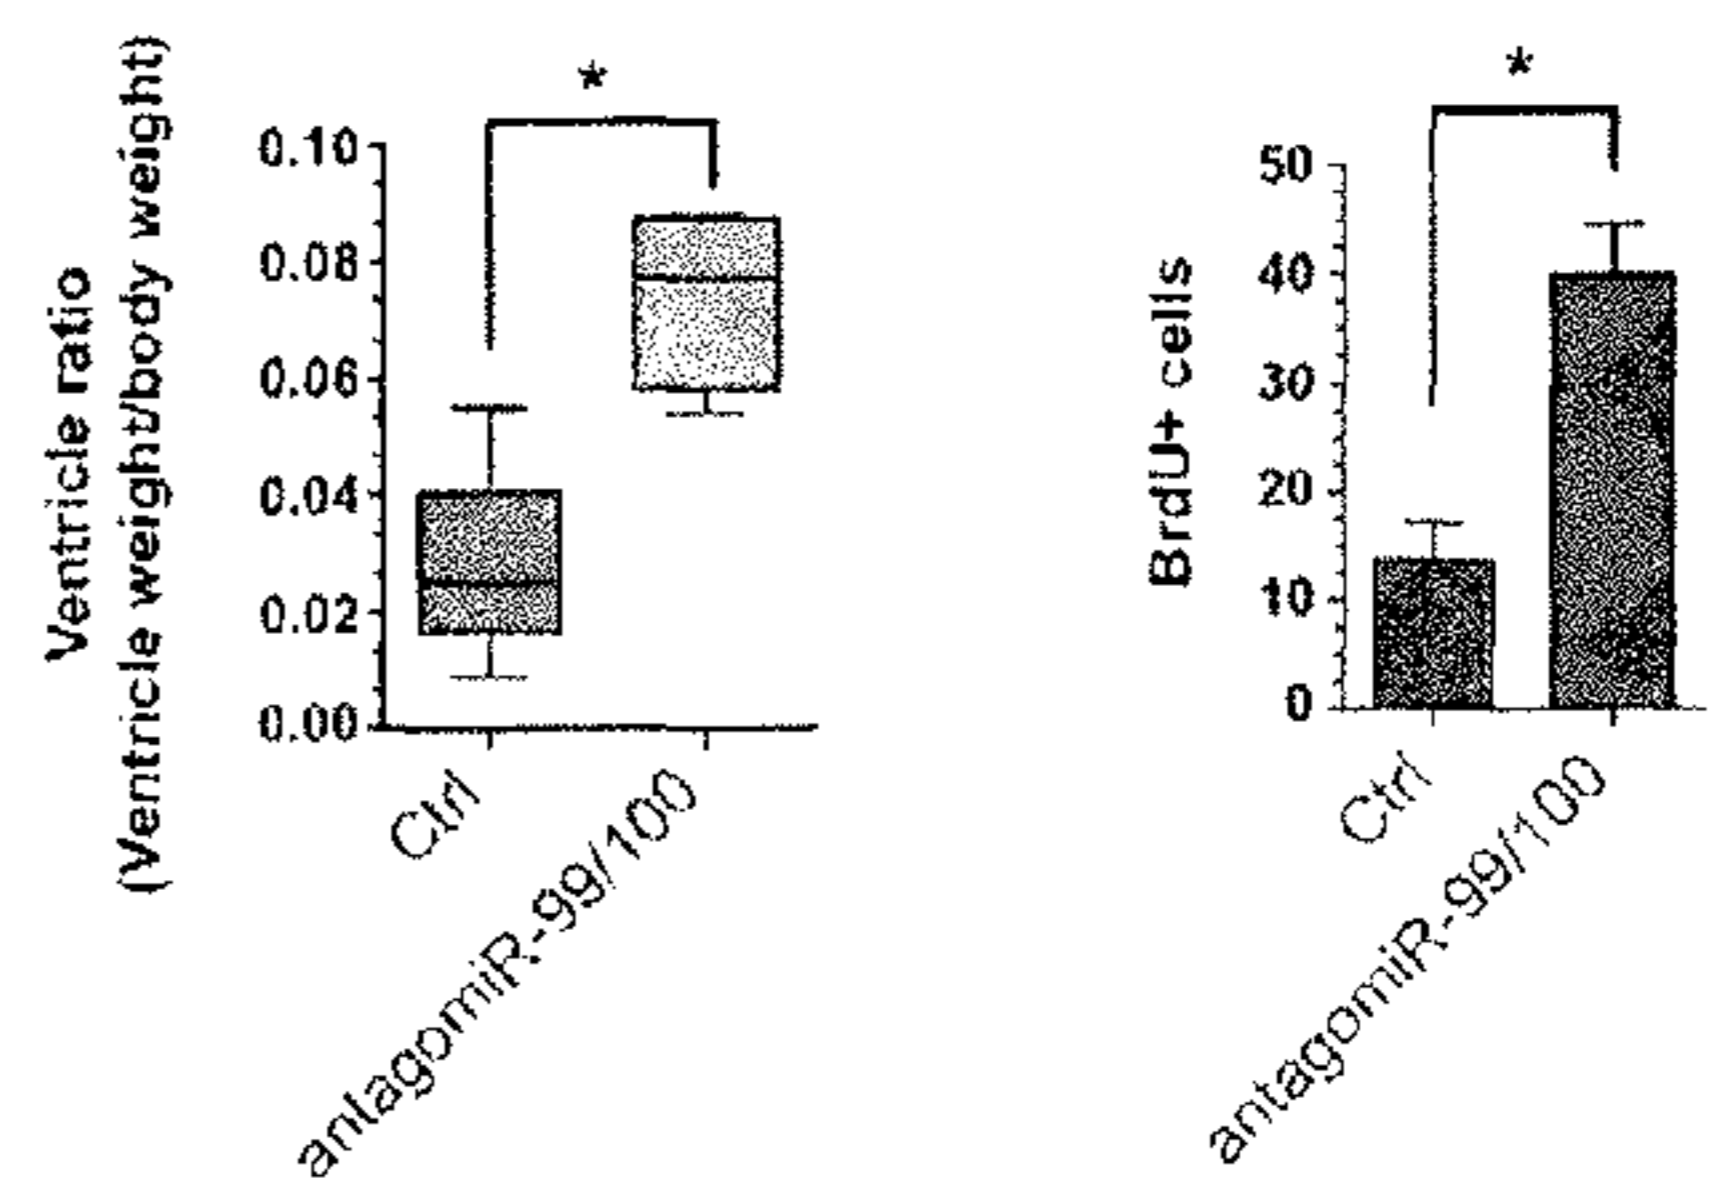 Ventricle ratio
(Ventricle weight/body weight)
*
0.10
0.08
0.06
0.04
0.02
0.00
Ctrl
antagomiR-99/100
BrdU+ cells
*
50
40
30
20
10
0
Ctrl
antagomiR-99/100